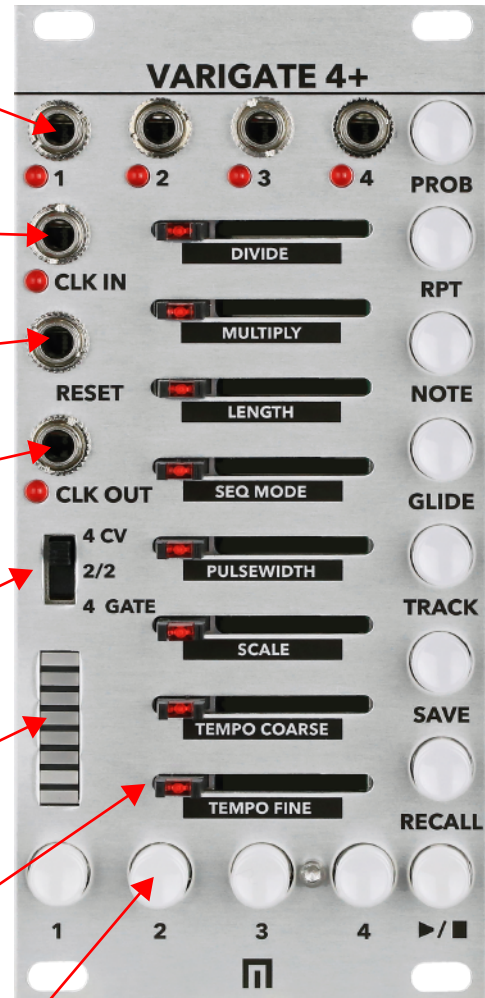 VARIGATE 4+
1 2 3 4
PROB
DIVIDE
CLK IN
RPT
MULTIPLY
RESET
LENGTH
NOTE
CLK OUT
SEQ MODE
GLIDE
4 CV
2/2
PULSEWIDTH
4 GATE
TRACK
SCALE
SAVE
TEMPO COARSE
TEMPO FINE
RECALL
1 2 3 4 ▶/■